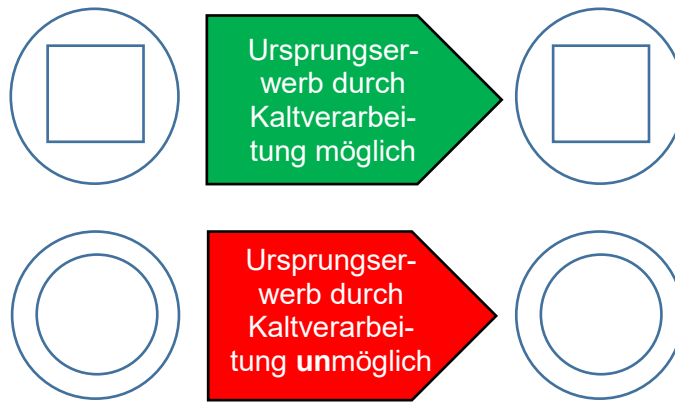 Ursprungser-
werb durch
Kaltverarbei-
tung möglich
Ursprungser-
werb durch
Kaltverarbei-
tung unmöglich